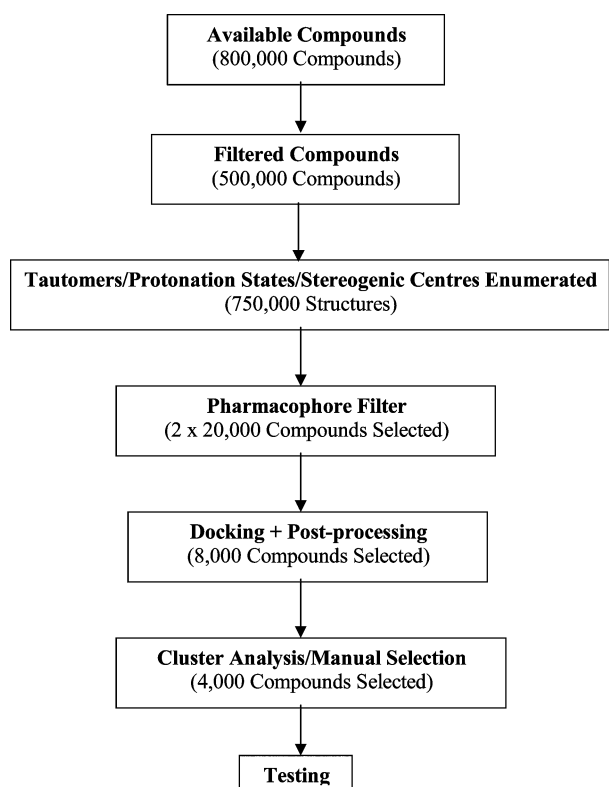 Available Compounds
(800,000 Compounds)
Filtered Compounds
(500,000 Compounds)
Tautomers/Protonation States/Stereogenic Centres Enumerated
(750,000 Structures)
Pharmacophore Filter
(2 x 20,000 Compounds Selected)
Docking + Post-processing
(8,000 Compounds Selected)
Cluster Analysis/Manual Selection
(4,000 Compounds Selected)
Testing